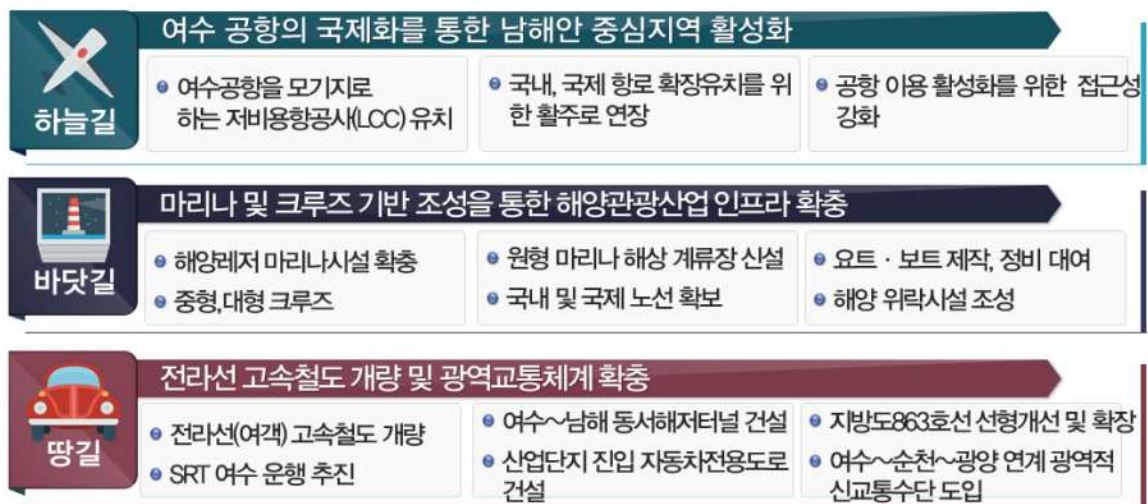 여수 공항의 국제화를 통한 남해안 중심지역 활성화
하늘길
여수공항을 모기지로
하는 저비용항공사(LCC) 유치
국내, 국제 항로 확장유치를 위
한 활주로 연장
공항 이용 활성화를 위한 접근성
강화
마리나 및 크루즈 기반 조성을 통한 해양관광산업 인프라 확충
바닷길
해양레저 마리나시설 확충
중형,대형 크루즈
원형 마리나 해상 계류장 신설
국내 및 국제 노선 확보
요트 · 보트 제작, 정비 대여
해양 위락시설 조성
전라선 고속철도 개량 및 광역교통체계 확충
땅길
전라선(여객) 고속철도 개량
SRT 여수 운행 추진
여수~남해 동서해저터널 건설
산업단지 진입 자동차전용도로
건설
지방도863호선 선형개선 및 확장
여수~순천~광양 연계 광역적
신교통수단 도입